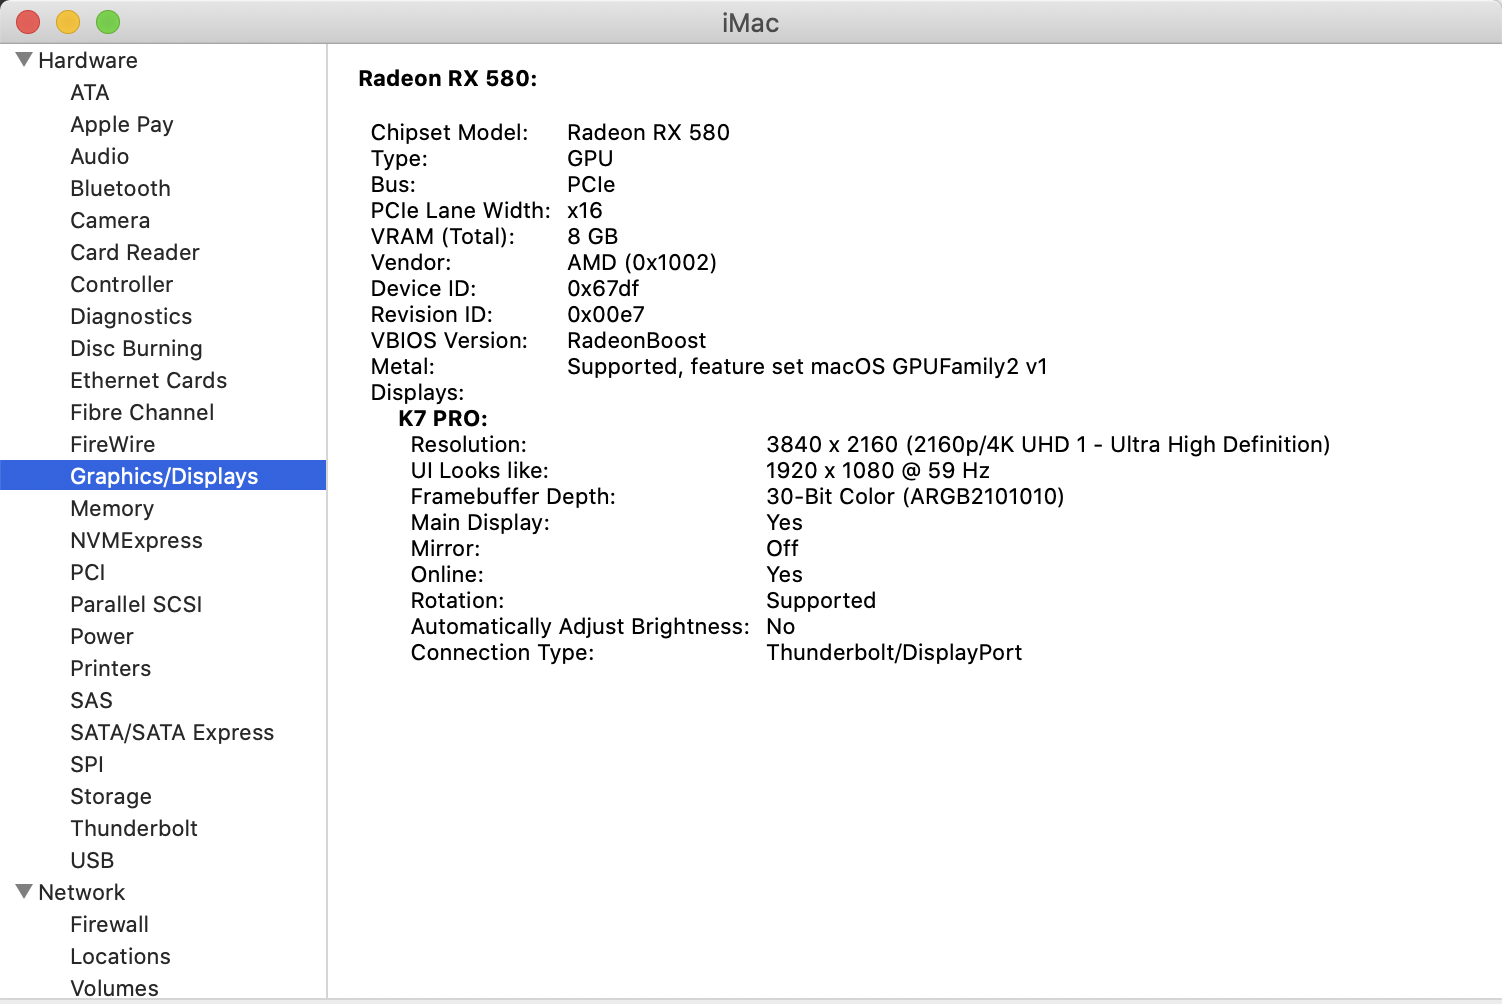 iMac
Hardware
ATA
Apple Pay
Audio
Bluetooth
Camera
Card Reader
Controller
Diagnostics
Disc Burning
Ethernet Cards
Fibre Channel
FireWire
Graphics/Displays
Memory
NVMExpress
PCI
Parallel SCSI
Power
Printers
SAS
SATA/SATA Express
SPI
Storage
Thunderbolt
USB
Network
Firewall
Locations
Volumes
Radeon RX 580:
Chipset Model: Radeon RX 580
Type: GPU
Bus: PCIe
PCIe Lane Width: x16
VRAM (Total): 8 GB
Vendor: AMD (0x1002)
Device ID: 0x67df
Revision ID: 0x00e7
VBIOS Version: RadeonBoost
Metal: Supported, feature set macOS GPUFamily2 v1
Displays:
K7 PRO:
Resolution: 3840 x 2160 (2160p/4K UHD 1 - Ultra High Definition)
UI Looks like: 1920 x 1080 @ 59 Hz
Framebuffer Depth: 30-Bit Color (ARGB2101010)
Main Display: Yes
Mirror: Off
Online: Yes
Rotation: Supported
Automatically Adjust Brightness: No
Connection Type: Thunderbolt/DisplayPort